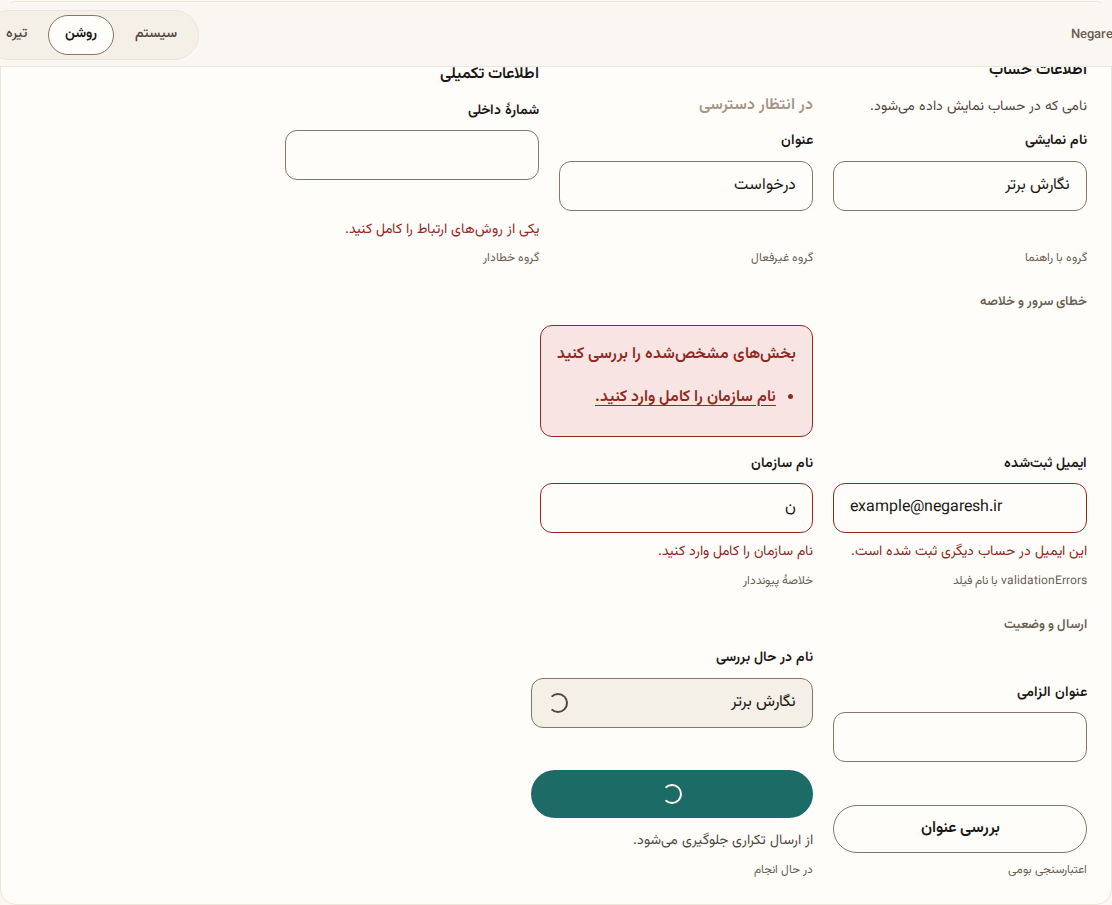 Negare
سیستم
روشن
تیره
اطلاعات حساب
نامی که در حساب نمایش داده می‌شود.
نام نمایشی
نگارش برتر
گروه با راهنما
در انتظار دسترسی
عنوان
درخواست
گروه غیرفعال
اطلاعات تکمیلی
شمارهٔ داخلی
یکی از روش‌های ارتباط را کامل کنید.
گروه خطادار
خطای سرور و خلاصه
ایمیل ثبت‌شده
example@negaresh.ir
این ایمیل در حساب دیگری ثبت شده است.
validationErrors با نام فیلد
بخش‌های مشخص‌شده را بررسی کنید
• نام سازمان را کامل وارد کنید.
نام سازمان
ن
نام سازمان را کامل وارد کنید.
خلاصهٔ پیونددار
ارسال و وضعیت
عنوان الزامی
بررسی عنوان
اعتبارسنجی بومی
نام در حال بررسی
نگارش برتر
از ارسال تکراری جلوگیری می‌شود.
در حال انجام